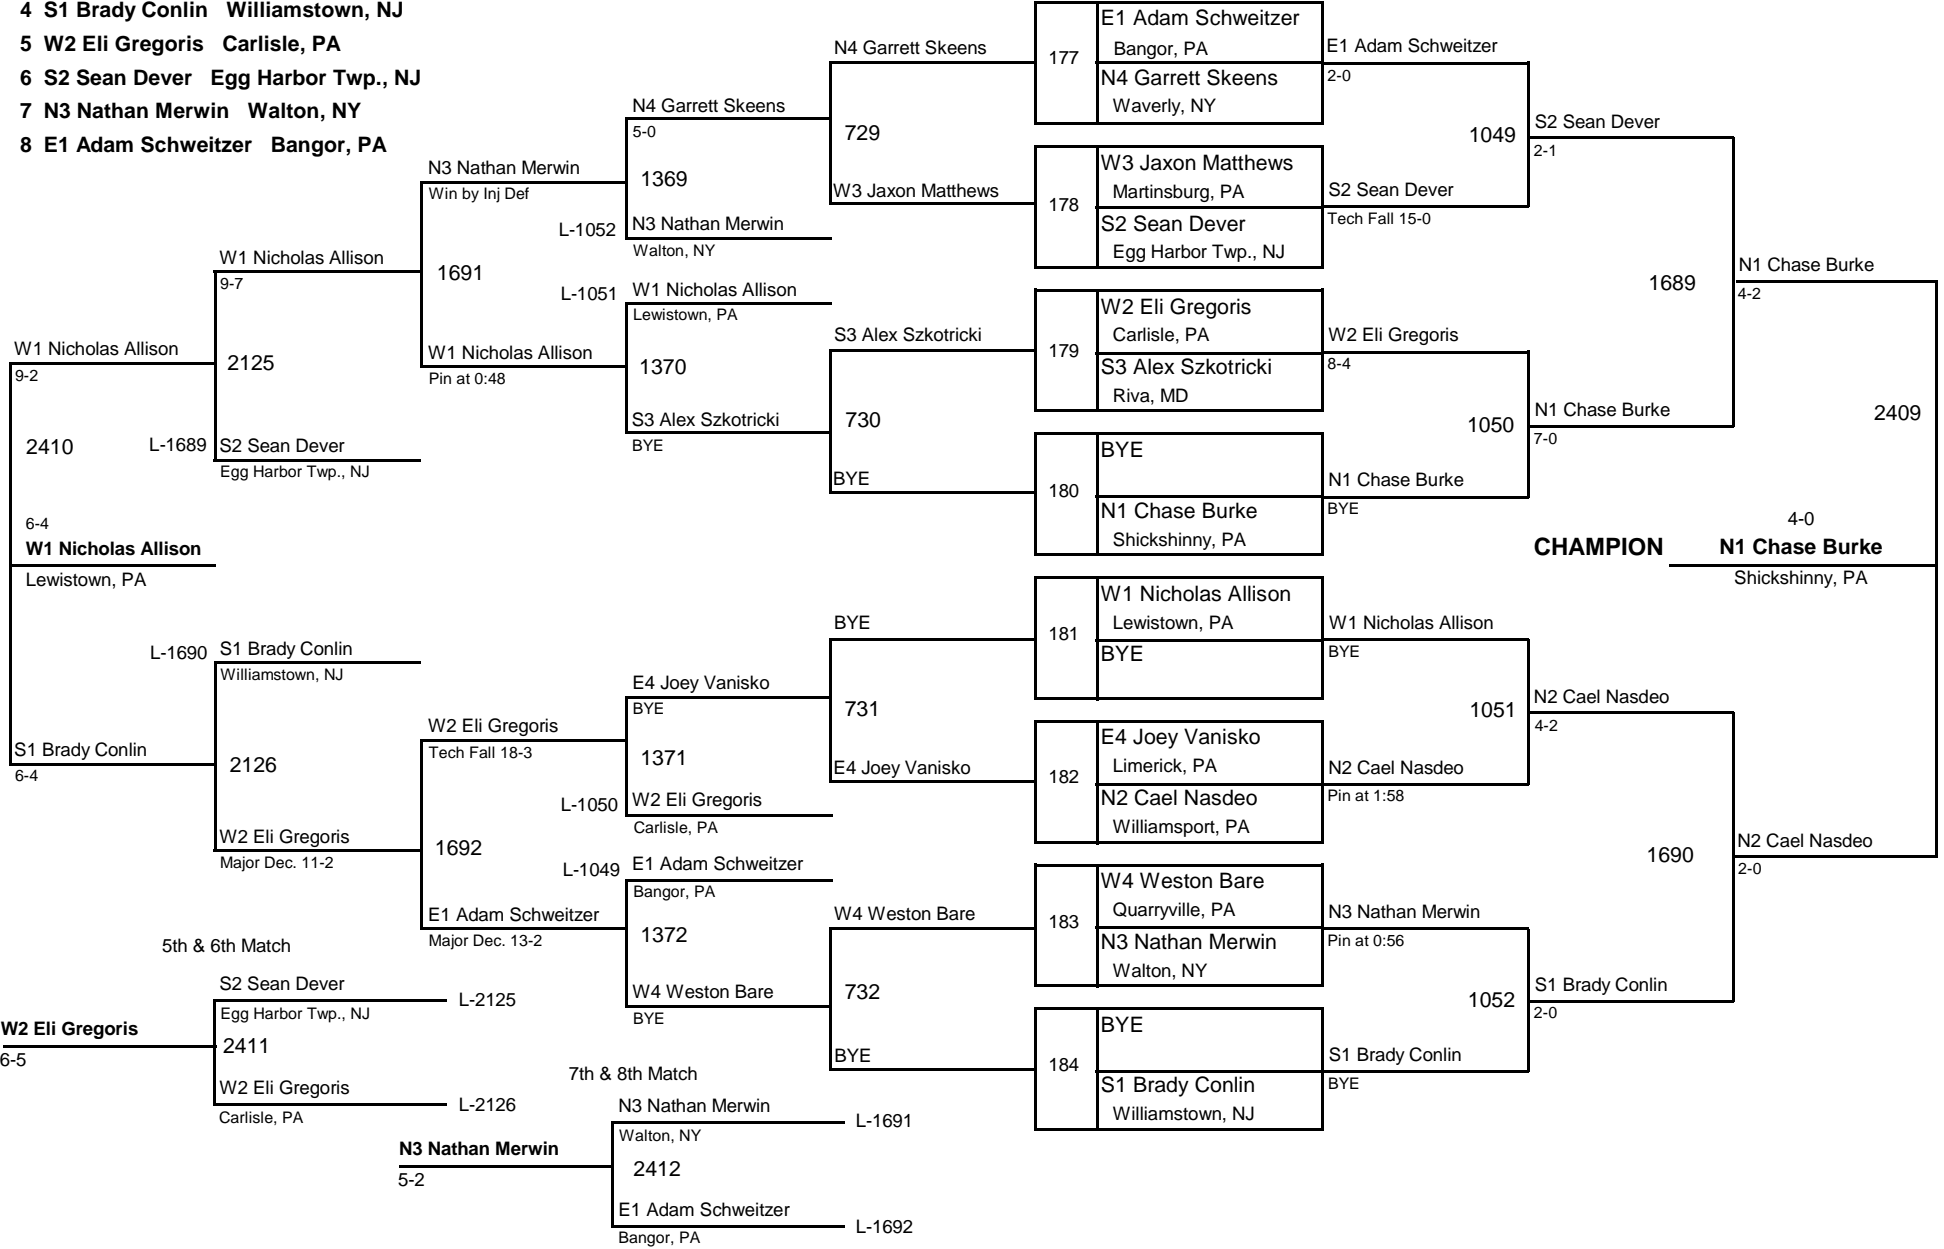 4 S1 Brady Conlin Williamstown, NJ
5 W2 Eli Gregoris Carlisle, PA
6 S2 Sean Dever Egg Harbor Twp., NJ
7 N3 Nathan Merwin Walton, NY
8 E1 Adam Schweitzer Bangor, PA
W1 Nicholas Allison
9-2
2410
6-4
W1 Nicholas Allison
Lewistown, PA
S1 Brady Conlin
6-4
W1 Nicholas Allison
9-7
2125
L-1689 S2 Sean Dever
Egg Harbor Twp., NJ
L-1690 S1 Brady Conlin
Williamstown, NJ
2126
W2 Eli Gregoris
Major Dec. 11-2
5th & 6th Match
S2 Sean Dever
L-2125
Egg Harbor Twp., NJ
W2 Eli Gregoris
6-5
2411
W2 Eli Gregoris
L-2126
Carlisle, PA
N3 Nathan Merwin
Win by Inj Def
1691
W1 Nicholas Allison
Pin at 0:48
W2 Eli Gregoris
Tech Fall 18-3
1692
E1 Adam Schweitzer
Major Dec. 13-2
7th & 8th Match
N3 Nathan Merwin
L-1691
Walton, NY
N3 Nathan Merwin
5-2
2412
E1 Adam Schweitzer
L-1692
Bangor, PA
N4 Garrett Skeens
5-0
1369
L-1052 N3 Nathan Merwin
Walton, NY
L-1051 W1 Nicholas Allison
Lewistown, PA
1370
S3 Alex Szkotricki
BYE
E4 Joey Vanisko
BYE
1371
L-1050 W2 Eli Gregoris
Carlisle, PA
L-1049 E1 Adam Schweitzer
Bangor, PA
1372
W4 Weston Bare
BYE
N4 Garrett Skeens
729
W3 Jaxon Matthews
S3 Alex Szkotricki
730
BYE
BYE
731
E4 Joey Vanisko
W4 Weston Bare
732
BYE
177
E1 Adam Schweitzer
Bangor, PA
N4 Garrett Skeens
Waverly, NY
178
W3 Jaxon Matthews
Martinsburg, PA
S2 Sean Dever
Egg Harbor Twp., NJ
179
W2 Eli Gregoris
Carlisle, PA
S3 Alex Szkotricki
Riva, MD
180
BYE
N1 Chase Burke
Shickshinny, PA
181
W1 Nicholas Allison
Lewistown, PA
BYE
182
E4 Joey Vanisko
Limerick, PA
N2 Cael Nasdeo
Williamsport, PA
183
W4 Weston Bare
Quarryville, PA
N3 Nathan Merwin
Walton, NY
184
BYE
S1 Brady Conlin
Williamstown, NJ
E1 Adam Schweitzer
2-0
1049
S2 Sean Dever
Tech Fall 15-0
W2 Eli Gregoris
8-4
1050
N1 Chase Burke
BYE
W1 Nicholas Allison
BYE
1051
N2 Cael Nasdeo
Pin at 1:58
N3 Nathan Merwin
Pin at 0:56
1052
S1 Brady Conlin
BYE
S2 Sean Dever
2-1
1689
N1 Chase Burke
7-0
N2 Cael Nasdeo
4-2
1690
S1 Brady Conlin
2-0
N1 Chase Burke
4-2
2409
4-0
CHAMPION N1 Chase Burke
Shickshinny, PA
N2 Cael Nasdeo
2-0